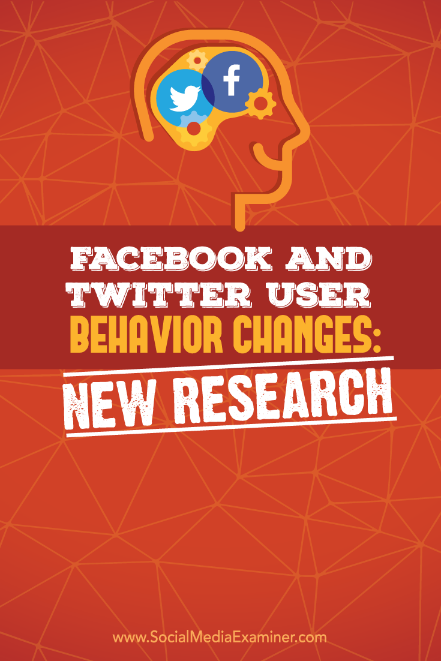 FACEBOOK AND
TWITTER USER
BEHAVIOR CHANGES:
NEW RESEARCH
www.SocialMediaExaminer.com